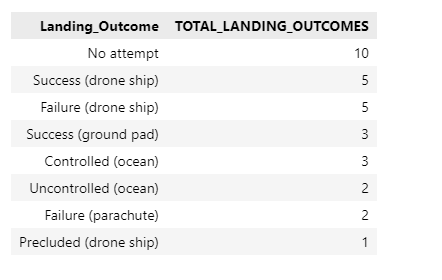 Landing_Outcome TOTAL_LANDING_OUTCOMES
No attempt 10
Success (drone ship) 5
Failure (drone ship) 5
Success (ground pad) 3
Controlled (ocean) 3
Uncontrolled (ocean) 2
Failure (parachute) 2
Precluded (drone ship) 1